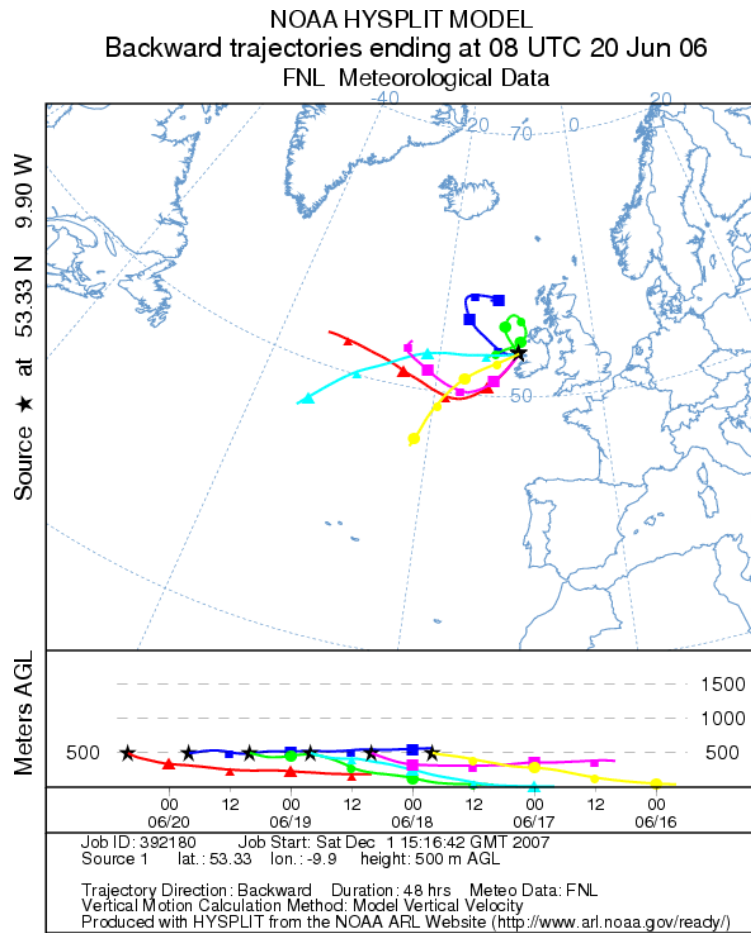 NOAA HYSPLIT MODEL
Backward trajectories ending at 08 UTC 20 Jun 06
FNL Meteorological Data
-40
-20
70
0
20
50
Source ★ at 53.33 N 9.90 W
Meters AGL
1500
1000
500
500
00 12 00 12 00 12 00 12 00
06/20 06/19 06/18 06/17 06/16
Job ID: 392180 Job Start: Sat Dec 1 15:16:42 GMT 2007
Source 1 lat.: 53.33 lon.: -9.9 height: 500 m AGL
Trajectory Direction: Backward Duration: 48 hrs Meteo Data: FNL
Vertical Motion Calculation Method: Model Vertical Velocity
Produced with HYSPLIT from the NOAA ARL Website (http://www.arl.noaa.gov/ready/)